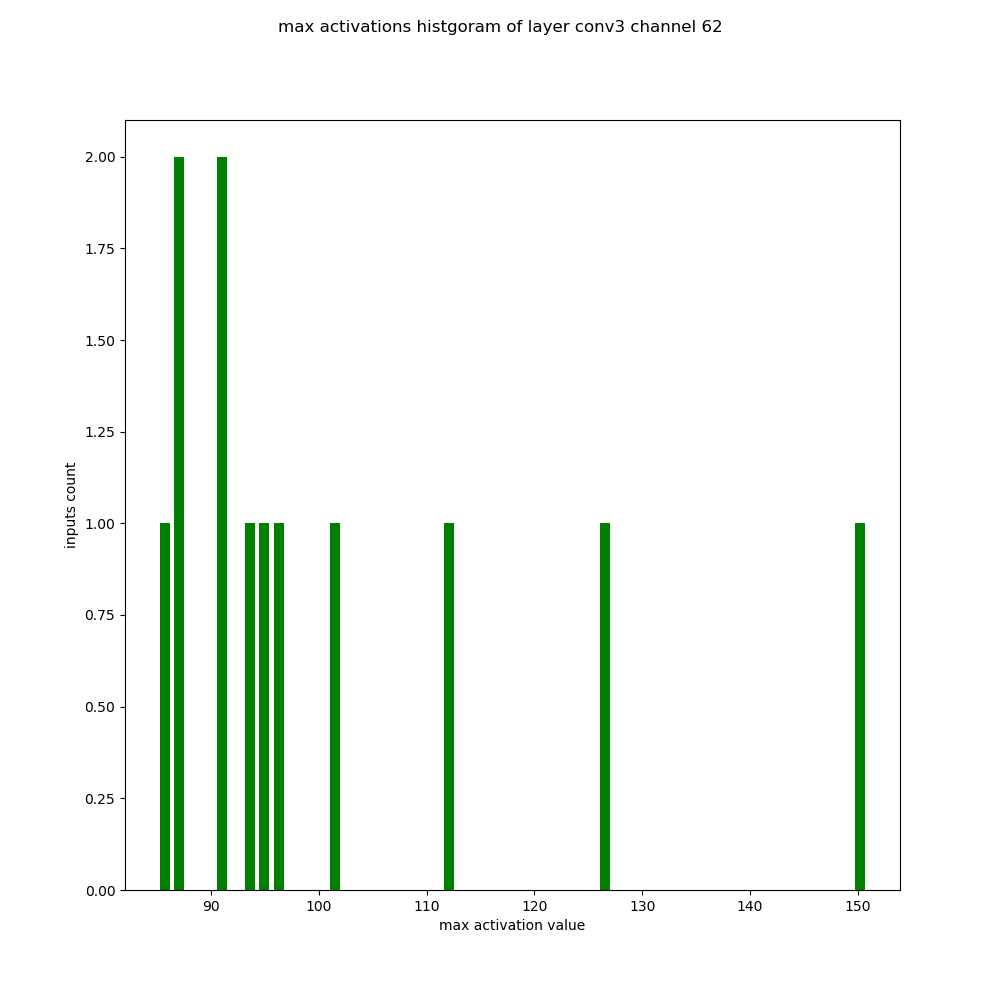 max activations histgoram of layer conv3 channel 62
2.00
1.75
1.50
1.25
1.00
0.75
0.50
0.25
0.00
inputs count
90 100 110 120 130 140 150
max activation value